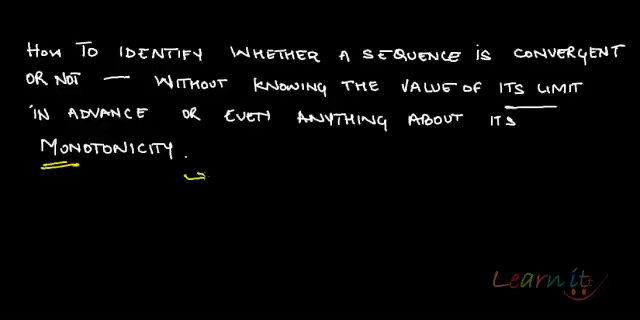 HOW TO IDENTIFY WHETHER A SEQUENCE IS CONVERGENT
OR NOT — WITHOUT KNOWING THE VALUE OF ITS LIMIT
IN ADVANCE OR EVEN ANYTHING ABOUT ITS
MONOTONICITY.
Learnit